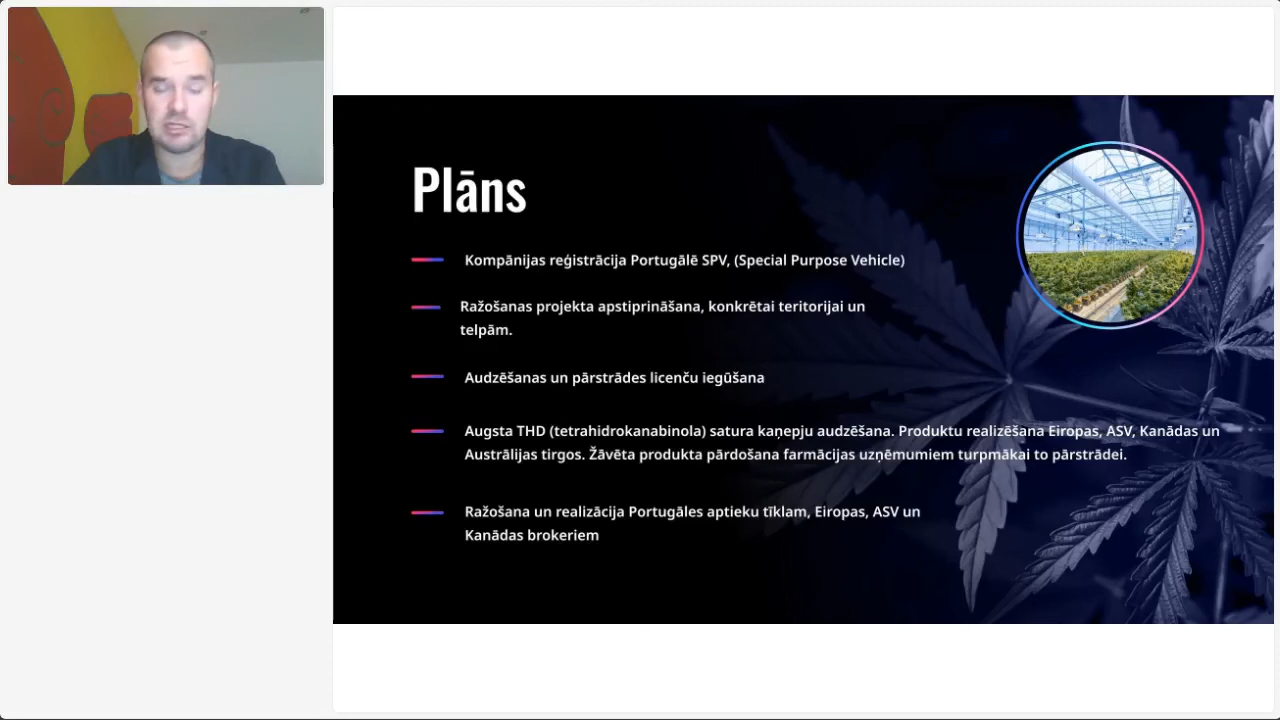 Plāns
Kompānijas reģistrācija Portugālē SPV, (Special Purpose Vehicle)
Ražošanas projekta apstiprināšana, konkrētai teritorijai un
telpām.
Audzēšanas un pārstrādes licenču iegūšana
Augsta THD (tetrahidrokanabinola) satura kaņepju audzēšana. Produktu realizēšana Eiropas, ASV, Kanādas un
Austrālijas tirgos. Žāvēta produkta pārdošana farmācijas uzņēmumiem turpmākai to pārstrādei.
Ražošana un realizācija Portugāles aptieku tīklam, Eiropas, ASV un
Kanādas brokeriem